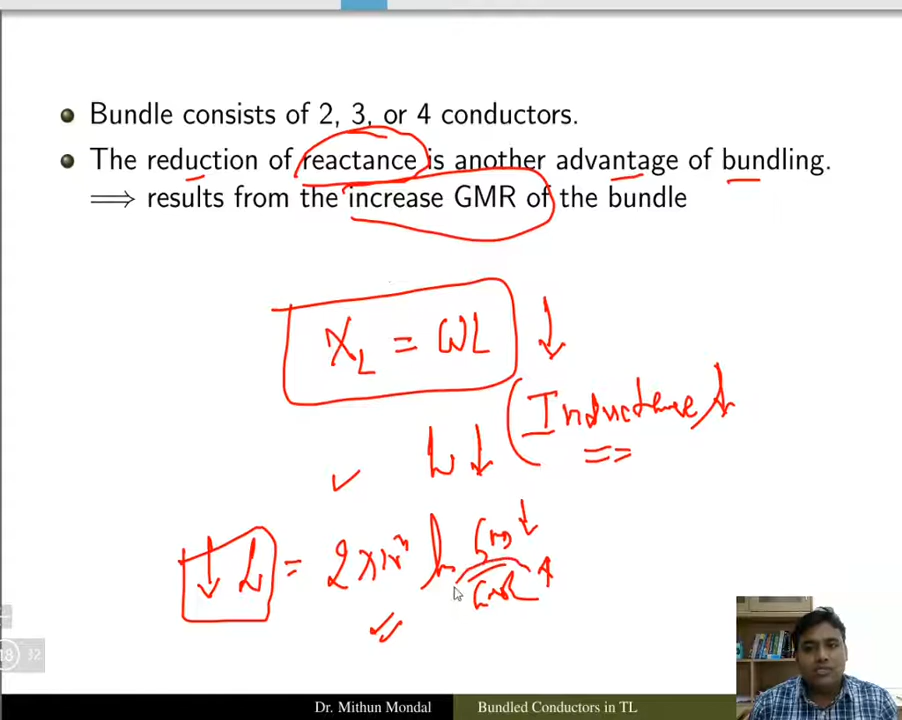 Bundle consists of 2, 3, or 4 conductors.
The reduction of reactance is another advantage of bundling.
⟹ results from the increase GMR of the bundle
X_L = ωL ↓
L ↓ (Inductance ↓
↓ L = 2×10 ln GMD ↓
GMR ↑
18 32
Dr. Mithun Mondal Bundled Conductors in TL